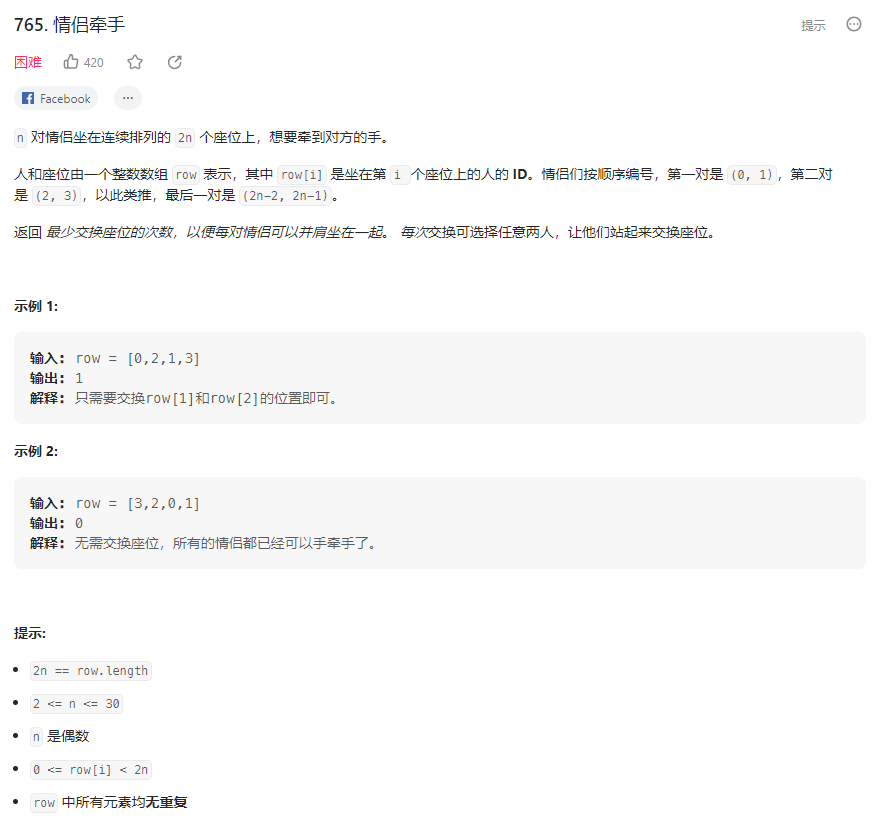 765. 情侣牵手
提示
困难 420
Facebook ...
n 对情侣坐在连续排列的 2n 个座位上，想要牵到对方的手。
人和座位由一个整数数组 row 表示，其中 row[i] 是坐在第 i 个座位上的人的 ID。情侣们按顺序编号，第一对是 (0, 1)，第二对
是 (2, 3)，以此类推，最后一对是 (2n-2, 2n-1)。
返回 最少交换座位的次数，以便每对情侣可以并肩坐在一起。 每次交换可选择任意两人，让他们站起来交换座位。
示例 1:
输入: row = [0,2,1,3]
输出: 1
解释: 只需要交换row[1]和row[2]的位置即可。
示例 2:
输入: row = [3,2,0,1]
输出: 0
解释: 无需交换座位，所有的情侣都已经可以手牵手了。
提示:
• 2n == row.length
• 2 <= n <= 30
• n 是偶数
• 0 <= row[i] < 2n
• row 中所有元素均无重复